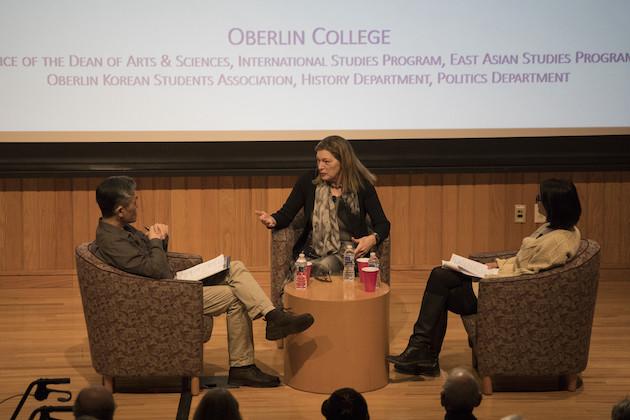 OBERLIN COLLEGE
ICE OF THE DEAN OF ARTS & SCIENCES, INTERNATIONAL STUDIES PROGRAM, EAST ASIAN STUDIES PROGRAM
OBERLIN KOREAN STUDENTS ASSOCIATION, HISTORY DEPARTMENT, POLITICS DEPARTMENT